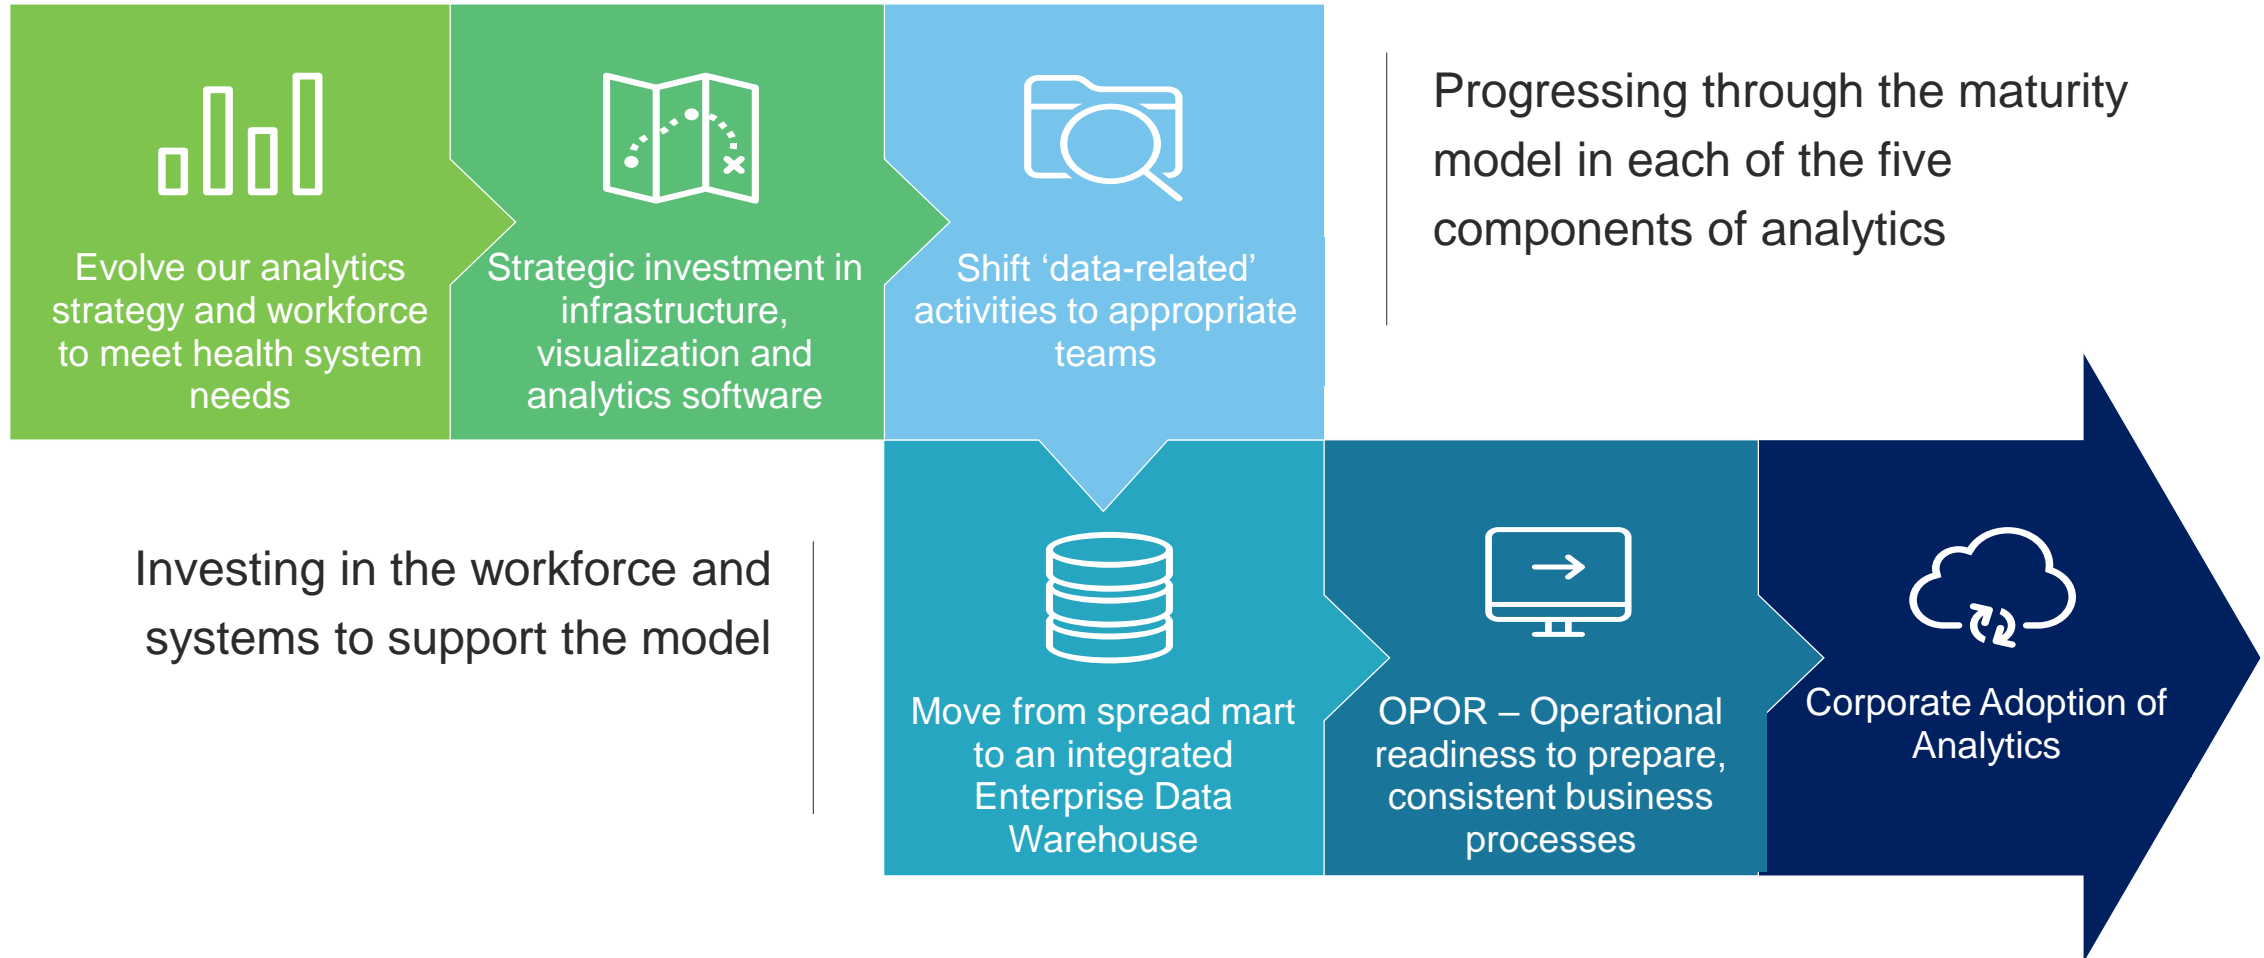 Evolve our analytics
strategy and workforce
to meet health system
needs
Strategic investment in
infrastructure,
visualization and
analytics software
Shift ‘data-related’
activities to appropriate
teams
Progressing through the maturity
model in each of the five
components of analytics
Investing in the workforce and
systems to support the model
Move from spread mart
to an integrated
Enterprise Data
Warehouse
OPOR – Operational
readiness to prepare,
consistent business
processes
Corporate Adoption of
Analytics